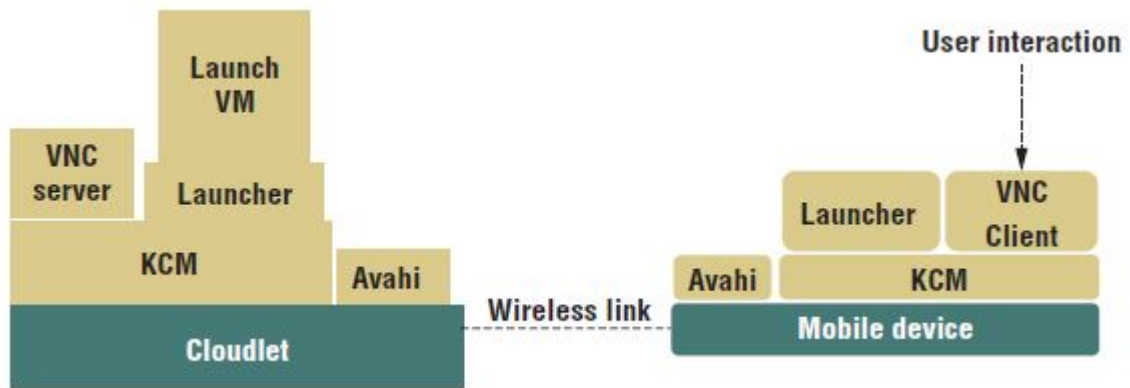 Launch
VM
VNC
server
Launcher
KCM
Avahi
Cloudlet
Wireless link
User interaction
Launcher
VNC
Client
Avahi
KCM
Mobile device